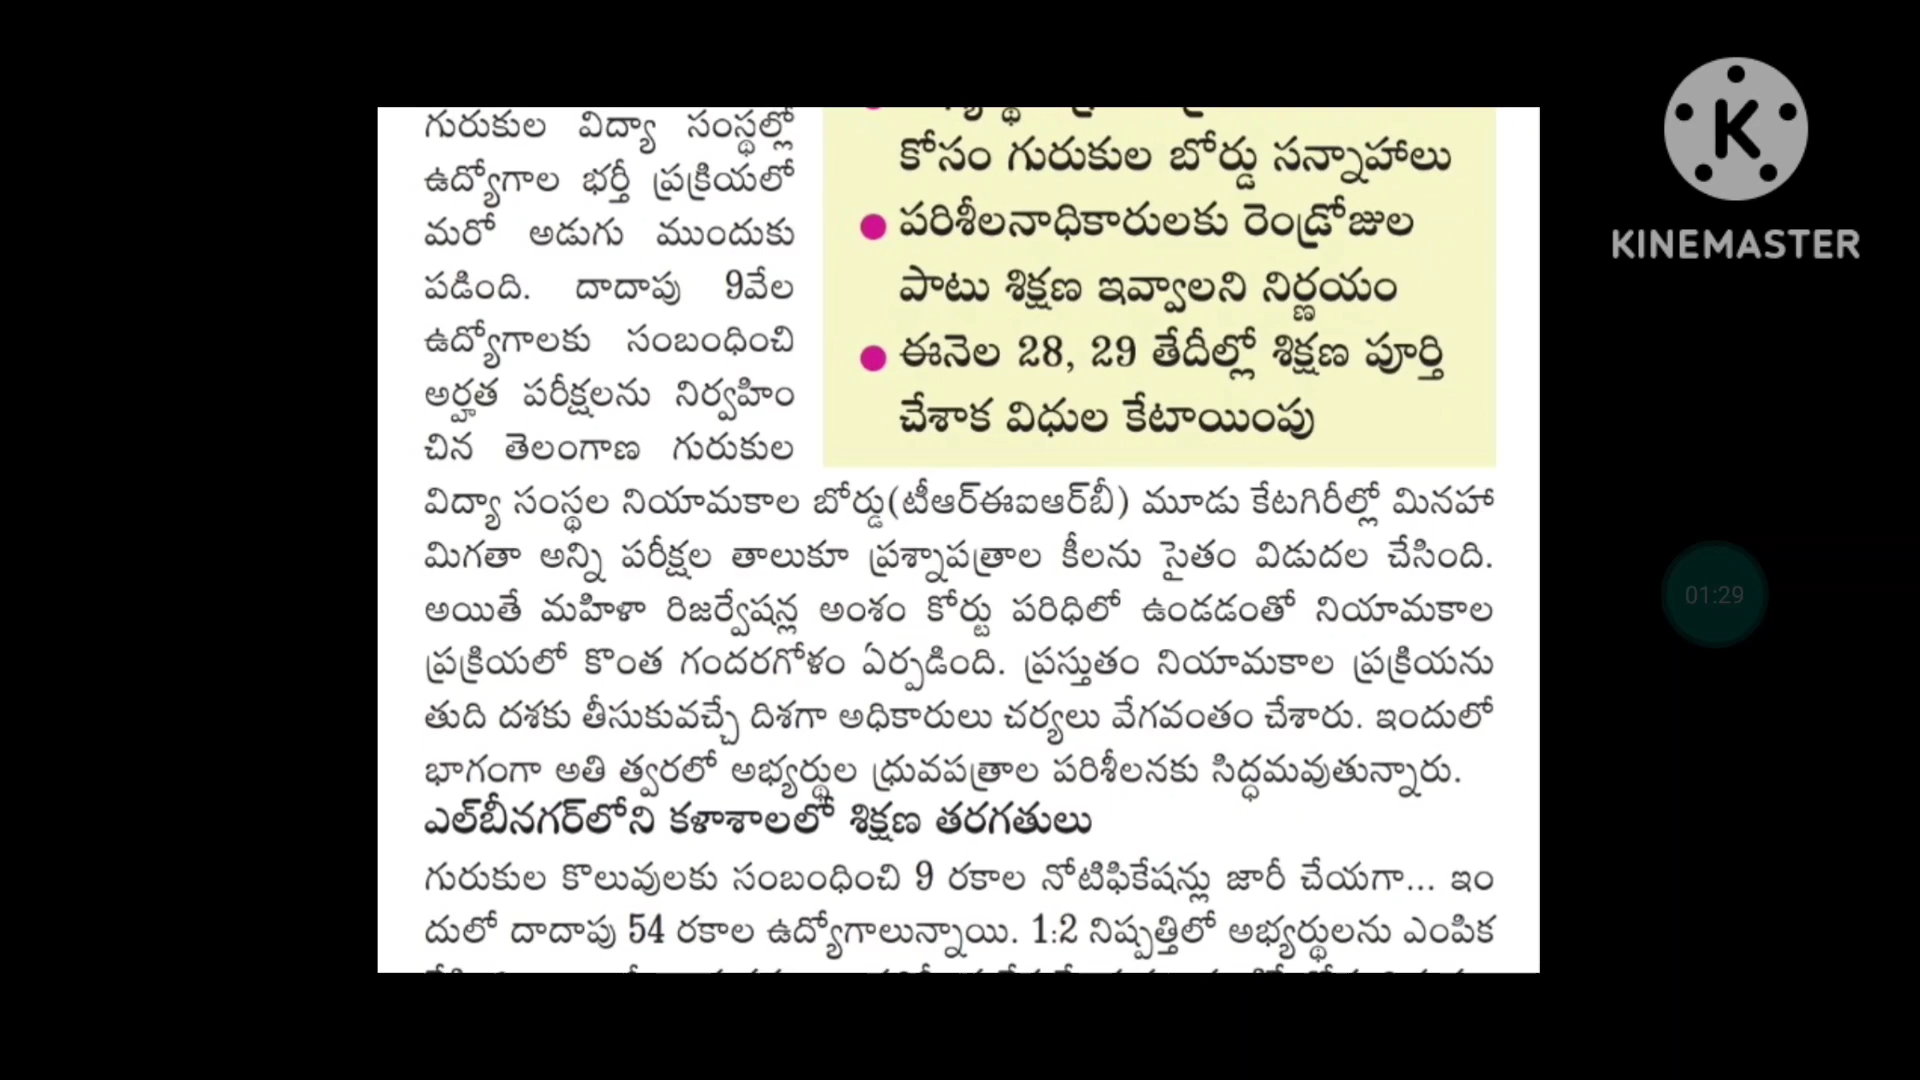 గురుకుల విద్యా సంస్థల్లో
ఉద్యోగాల భర్తీ ప్రక్రియలో
మరో అడుగు ముందుకు
పడింది. దాదాపు 9వేల
ఉద్యోగాలకు సంబంధించి
అర్హత పరీక్షలను నిర్వహిం
చిన తెలంగాణ గురుకుల
కోసం గురుకుల బోర్డు సన్నాహాలు
● పరిశీలనాధికారులకు రెండ్రోజుల
పాటు శిక్షణ ఇవ్వాలని నిర్ణయం
● ఈనెల 28, 29 తేదీల్లో శిక్షణ పూర్తి
చేశాక విధుల కేటాయింపు
విద్యా సంస్థల నియామకాల బోర్డు(టీఆర్‌ఈఐఆర్‌బీ) మూడు కేటగిరీల్లో మినహా
మిగతా అన్ని పరీక్షల తాలుకూ ప్రశ్నాపత్రాల కీలను సైతం విడుదల చేసింది.
అయితే మహిళా రిజర్వేషన్ల అంశం కోర్టు పరిధిలో ఉండడంతో నియామకాల
ప్రక్రియలో కొంత గందరగోళం ఏర్పడింది. ప్రస్తుతం నియామకాల ప్రక్రియను
తుది దశకు తీసుకువచ్చే దిశగా అధికారులు చర్యలు వేగవంతం చేశారు. ఇందులో
భాగంగా అతి త్వరలో అభ్యర్థుల ధ్రువపత్రాల పరిశీలనకు సిద్ధమవుతున్నారు.
ఎల్‌బీనగర్‌లోని కళాశాలలో శిక్షణ తరగతులు
గురుకుల కొలువులకు సంబంధించి 9 రకాల నోటిఫికేషన్లు జారీ చేయగా... ఇం
దులో దాదాపు 54 రకాల ఉద్యోగాలున్నాయి. 1:2 నిష్పత్తిలో అభ్యర్థులను ఎంపిక
KINEMASTER
01:29